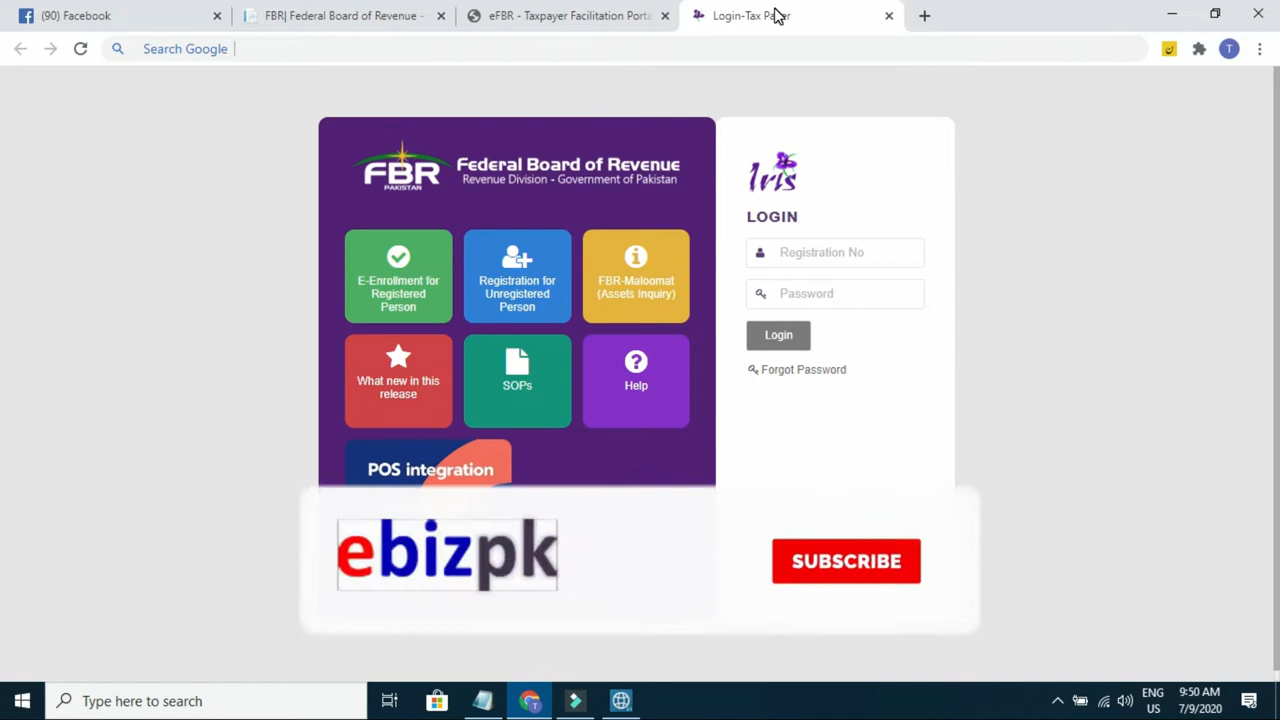 (90) Facebook
FBR| Federal Board of Revenue -
eFBR - Taxpayer Facilitation Porta
Login-Tax Payer
Search Google
T
FBR
PAKISTAN
Federal Board of Revenue
Revenue Division - Government of Pakistan
E-Enrollment for
Registered
Person
Registration for
Unregistered
Person
FBR-Maloomat
(Assets Inquiry)
What new in this
release
SOPs
Help
POS integration
Iris
LOGIN
Registration No
Password
Login
Forgot Password
ebizpk
SUBSCRIBE
Type here to search
ENG
US
9:50 AM
7/9/2020